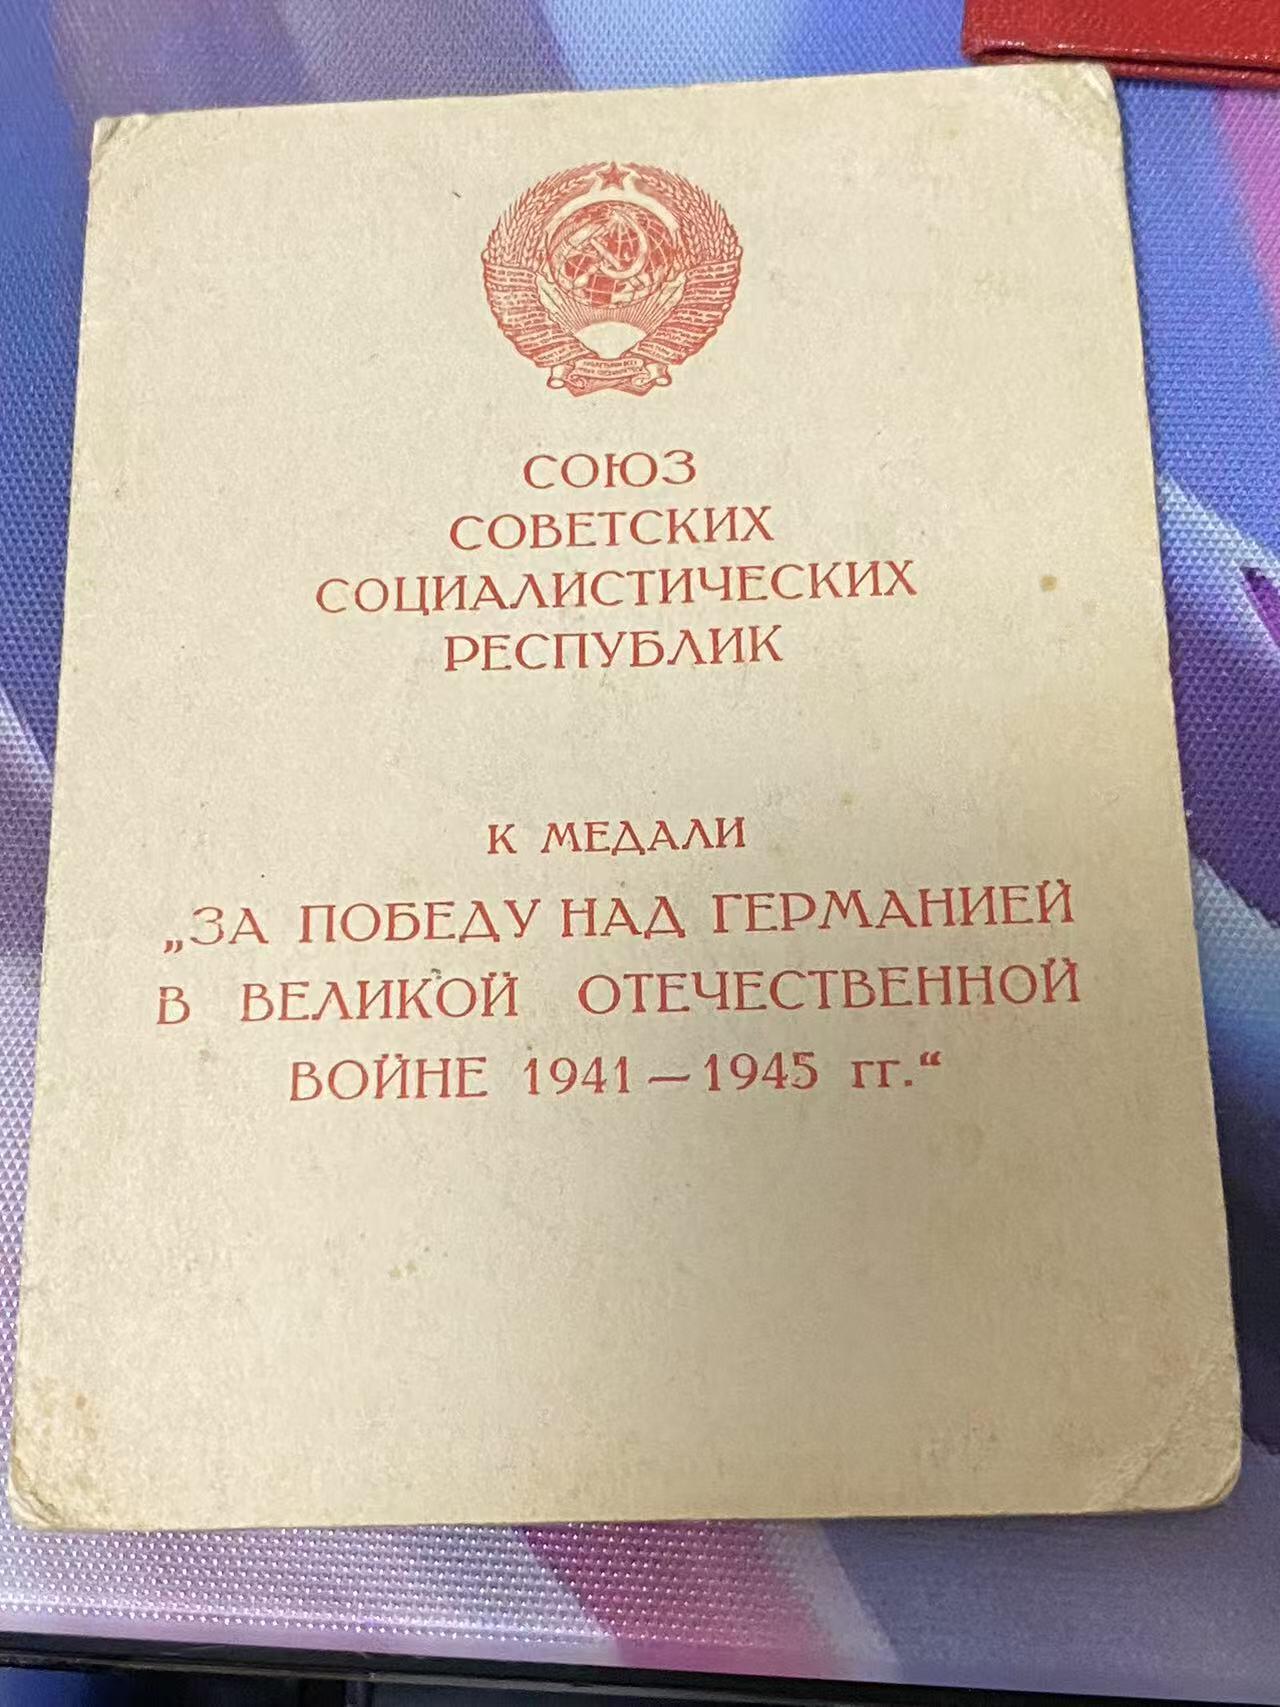 СОЮЗ
СОВЕТСКИХ
СОЦИАЛИСТИЧЕСКИХ
РЕСПУБЛИК
К МЕДАЛИ
„ЗА ПОБЕДУ НАД ГЕРМАНИЕЙ
В ВЕЛИКОЙ ОТЕЧЕСТВЕННОЙ
ВОЙНЕ 1941 — 1945 гг.“